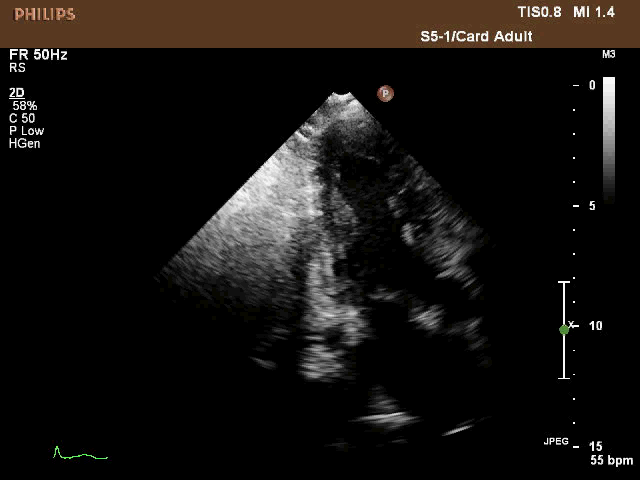 PHILIPS
TIS0.8 MI 1.4
S5-1/Card Adult
FR 50Hz
RS
2D
58%
C 50
P Low
HGen
M3
P
0
5
x
10
JPEG
15
55 bpm